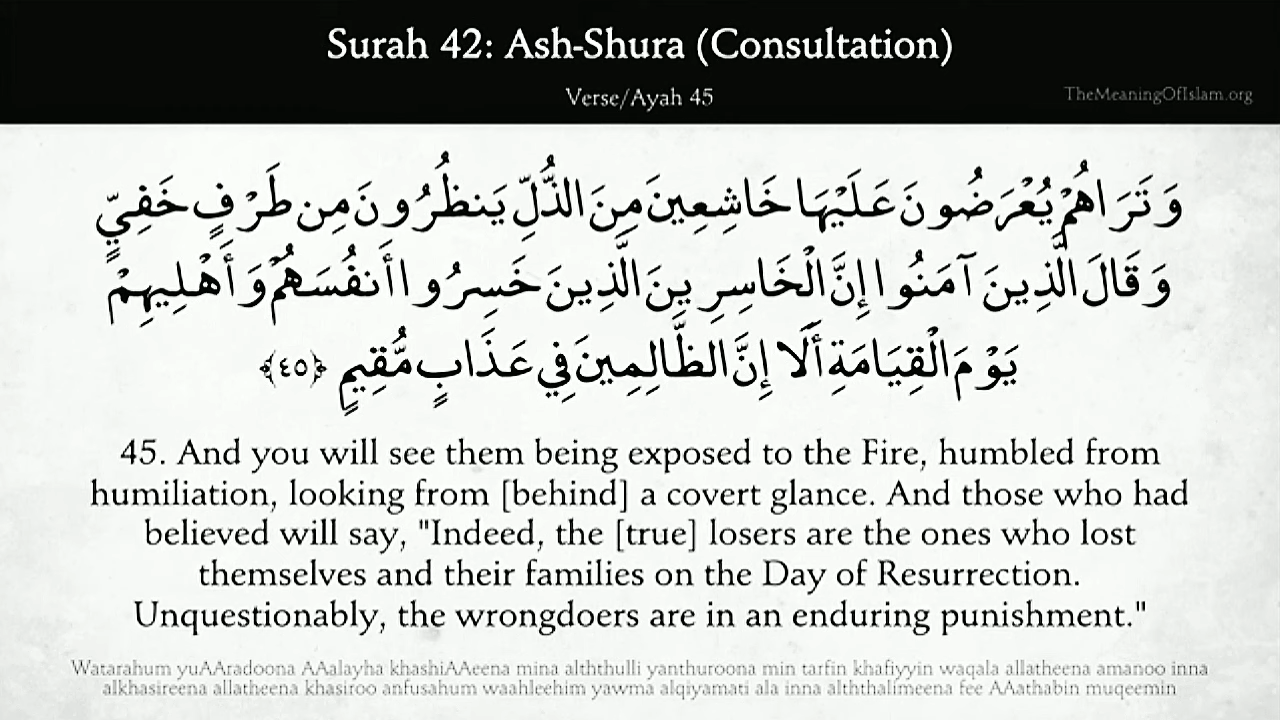 Surah 42: Ash-Shura (Consultation)
Verse/Ayah 45
TheMeaningOfIslam.org
وَتَرَاهُمْ يُعْرَضُونَ عَلَيْهَا خَاشِعِينَ مِنَ الذُّلِّ يَنظُرُونَ مِن طَرْفٍ خَفِيٍّ
وَقَالَ الَّذِينَ آمَنُوا إِنَّ الْخَاسِرِينَ الَّذِينَ خَسِرُوا أَنفُسَهُمْ وَأَهْلِيهِمْ
يَوْمَ الْقِيَامَةِ أَلَا إِنَّ الظَّالِمِينَ فِي عَذَابٍ مُّقِيمٍ ﴿٤٥﴾
45. And you will see them being exposed to the Fire, humbled from
humiliation, looking from [behind] a covert glance. And those who had
believed will say, "Indeed, the [true] losers are the ones who lost
themselves and their families on the Day of Resurrection.
Unquestionably, the wrongdoers are in an enduring punishment."
Watarahum yuAAradoona AAalayha khashiAAeena mina alththulli yanthuroona min tarfin khafiyyin waqala allatheena amanoo inna
alkhasireena allatheena khasiroo anfusahum waahleehim yawma alqiyamati ala inna alththalimeena fee AAathabin muqeemin